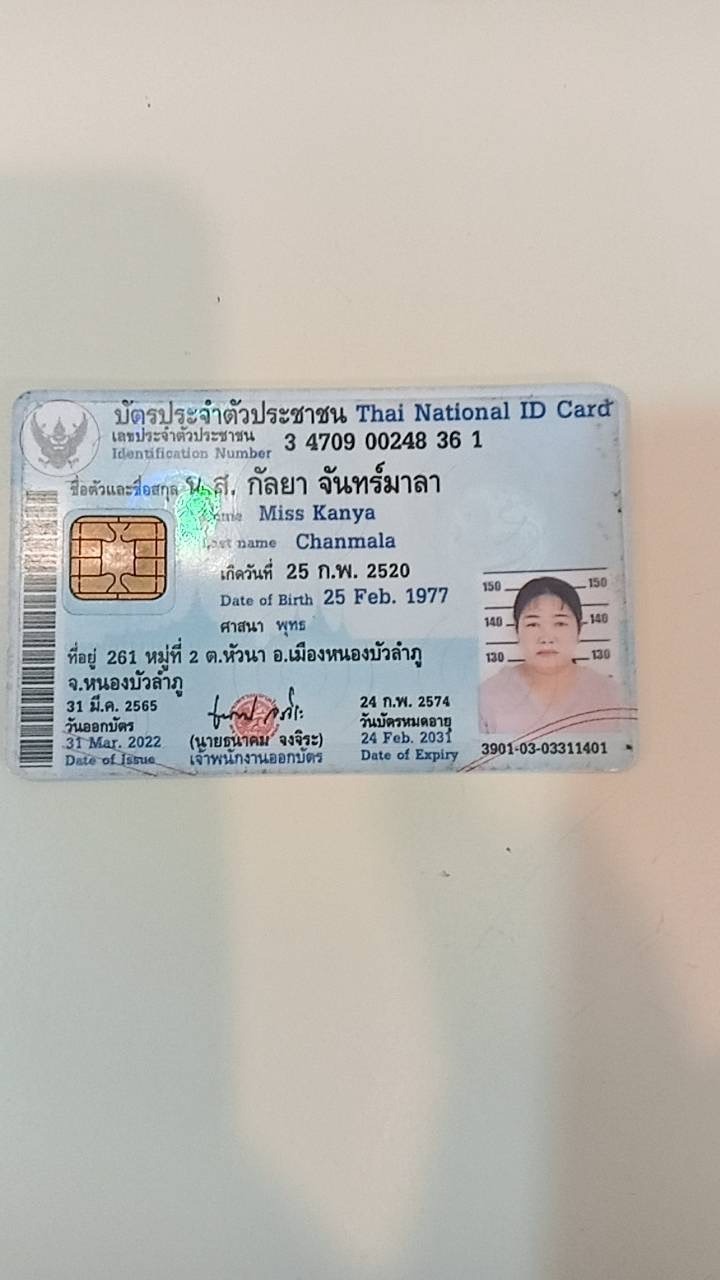 บัตรประจำตัวประชาชน Thai National ID Card
เลขประจำตัวประชาชน
Identification Number
3 4709 00248 36 1
ชื่อตัวและชื่อสกุล น.ส. กัลยา จันทร์มาลา
Name Miss Kanya
Last name Chanmala
เกิดวันที่ 25 ก.พ. 2520
Date of Birth 25 Feb. 1977
ศาสนา พุทธ
ที่อยู่ 261 หมู่ที่ 2 ต.หัวนา อ.เมืองหนองบัวลำภู
จ.หนองบัวลำภู
31 มี.ค. 2565
วันออกบัตร
31 Mar. 2022
Date of Issue
(นายธนาคม จงจิระ)
เจ้าพนักงานออกบัตร
24 ก.พ. 2574
วันบัตรหมดอายุ
24 Feb. 2031
Date of Expiry
150 150
140 140
130 130
3901-03-03311401